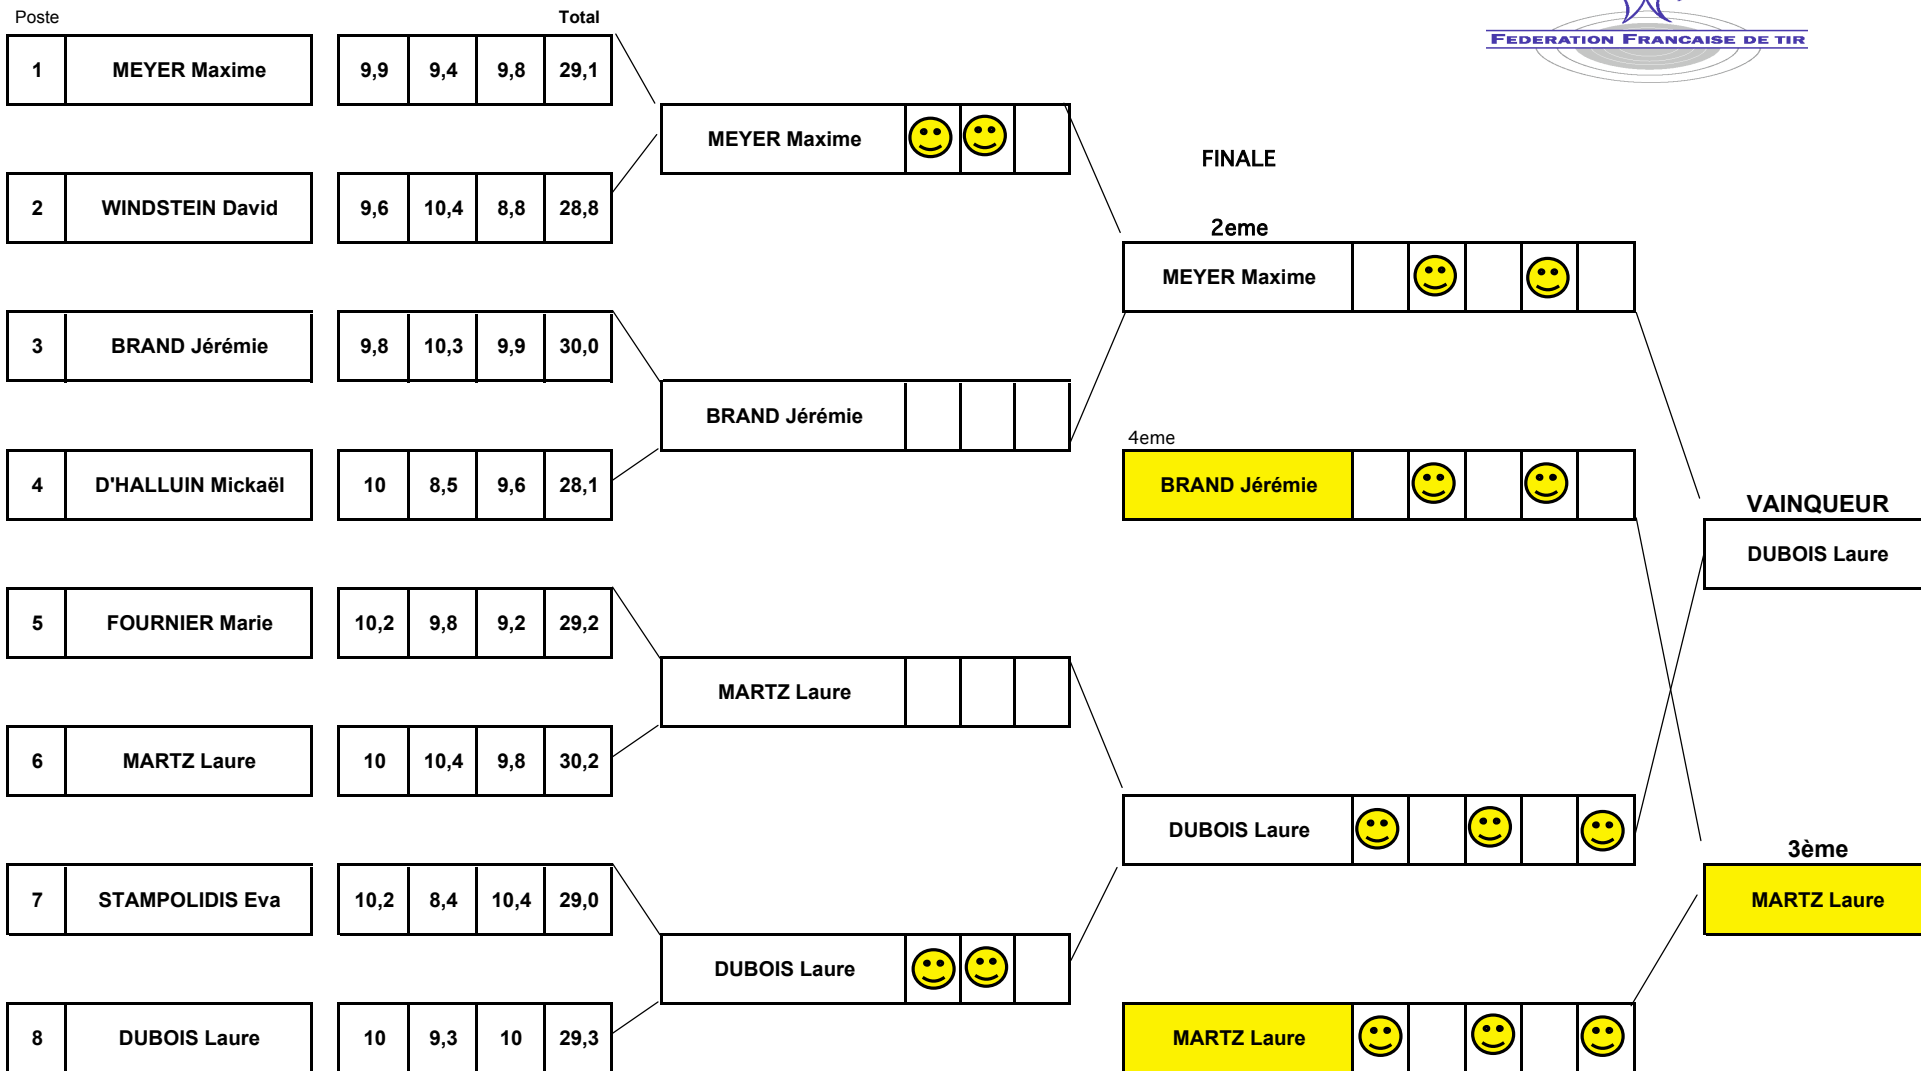 Poste Total
FEDERATION FRANCAISE DE TIR
1 MEYER Maxime 9,9 9,4 9,8 29,1
MEYER Maxime
FINALE
2 WINDSTEIN David 9,6 10,4 8,8 28,8
2eme
MEYER Maxime
3 BRAND Jérémie 9,8 10,3 9,9 30,0
BRAND Jérémie
4eme
4 D'HALLUIN Mickaël 10 8,5 9,6 28,1
BRAND Jérémie
VAINQUEUR
DUBOIS Laure
5 FOURNIER Marie 10,2 9,8 9,2 29,2
MARTZ Laure
6 MARTZ Laure 10 10,4 9,8 30,2
DUBOIS Laure
3ème
7 STAMPOLIDIS Eva 10,2 8,4 10,4 29,0
MARTZ Laure
DUBOIS Laure
8 DUBOIS Laure 10 9,3 10 29,3
MARTZ Laure